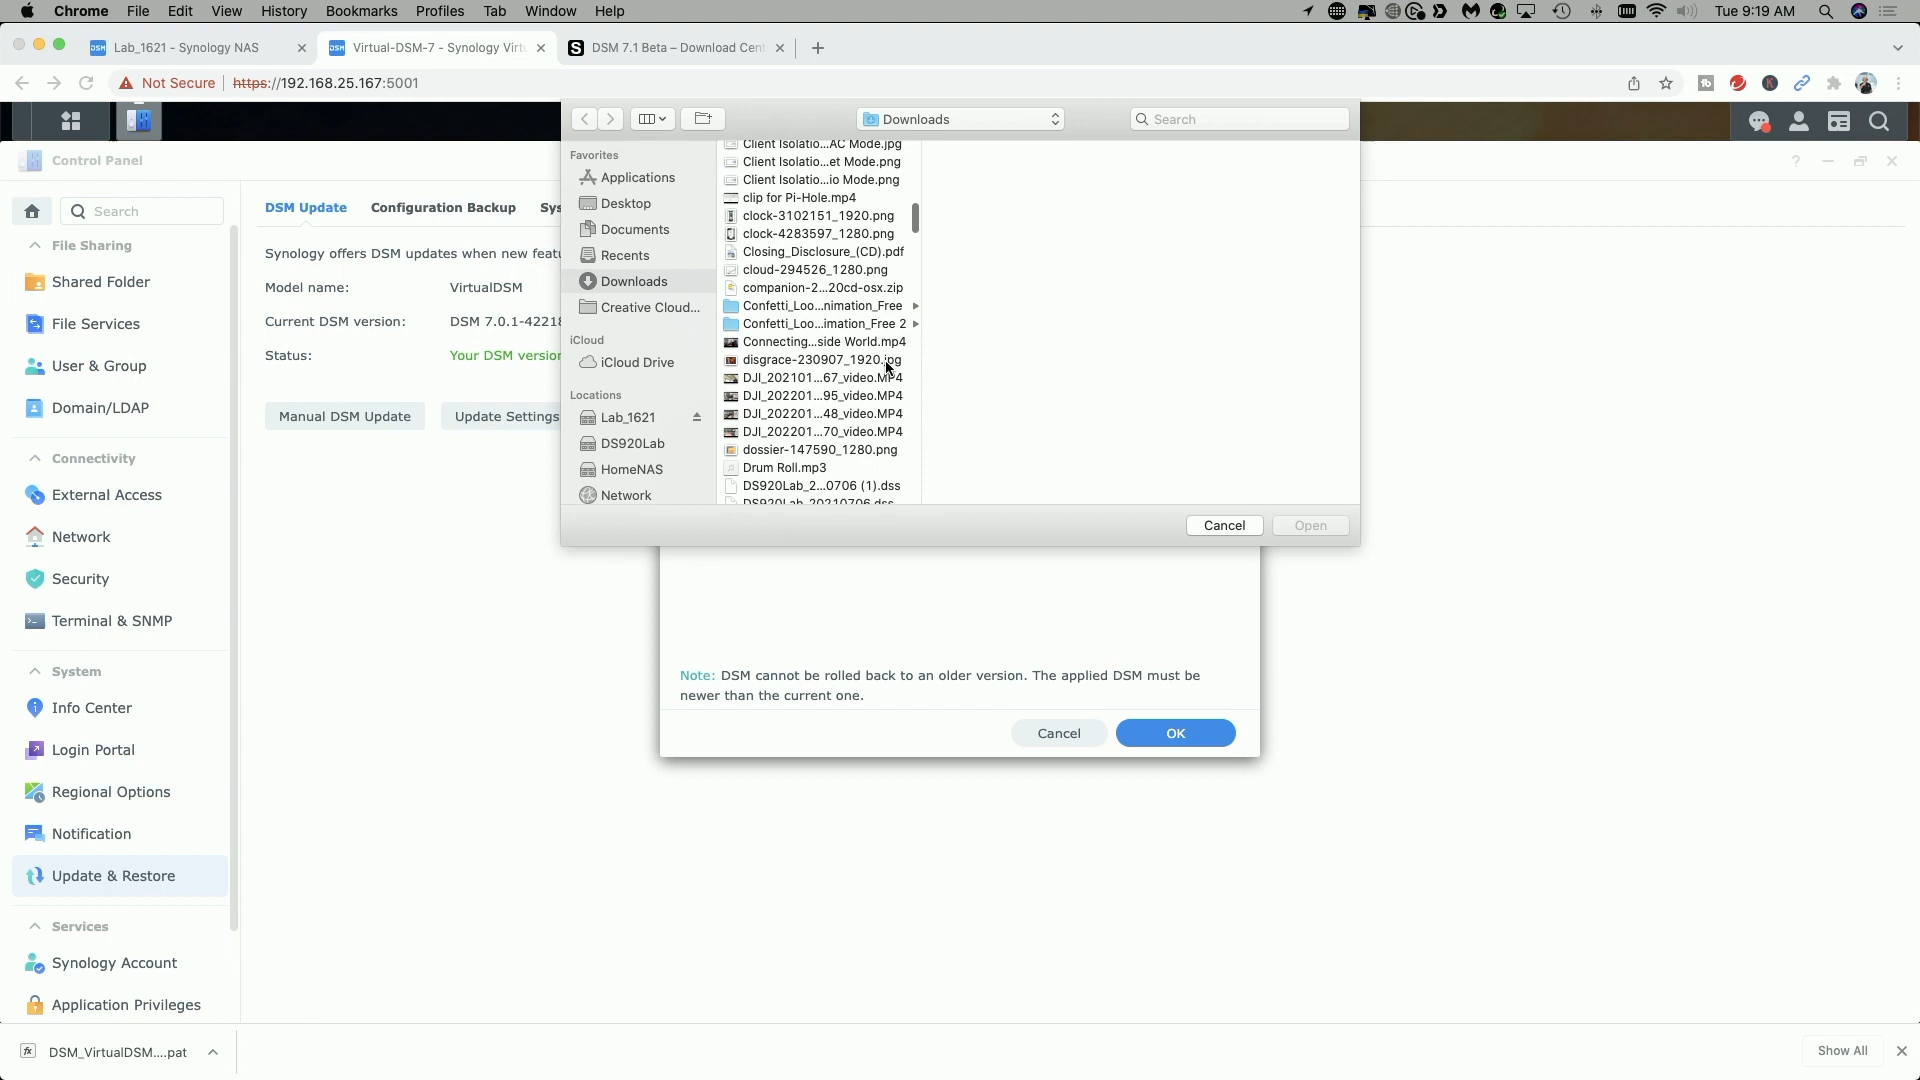 Chrome File Edit View History Bookmarks Profiles Tab Window Help Tue 9:19 AM
Lab_1621 - Synology NAS
Virtual-DSM-7 - Synology Virtu
DSM 7.1 Beta – Download Cent
Not Secure https://192.168.25.167:5001
Control Panel
Search
File Sharing
Shared Folder
File Services
User & Group
Domain/LDAP
Connectivity
External Access
Network
Security
Terminal & SNMP
System
Info Center
Login Portal
Regional Options
Notification
Update & Restore
Services
Synology Account
Application Privileges
DSM Update Configuration Backup Sys
Synology offers DSM updates when new featu
Model name: VirtualDSM
Current DSM version: DSM 7.0.1-42218
Status: Your DSM version
Manual DSM Update Update Settings
Downloads
Search
Favorites
Applications
Desktop
Documents
Recents
Downloads
Creative Cloud...
iCloud
iCloud Drive
Locations
Lab_1621
DS920Lab
HomeNAS
Network
Client Isolatio...AC Mode.jpg
Client Isolatio...et Mode.png
Client Isolatio...io Mode.png
clip for Pi-Hole.mp4
clock-3102151_1920.png
clock-4283597_1280.png
Closing_Disclosure_(CD).pdf
cloud-294526_1280.png
companion-2...20cd-osx.zip
Confetti_Loo...nimation_Free
Confetti_Loo...imation_Free 2
Connecting...side World.mp4
disgrace-230907_1920.jpg
DJI_202101...67_video.MP4
DJI_202201...95_video.MP4
DJI_202201...48_video.MP4
DJI_202201...70_video.MP4
dossier-147590_1280.png
Drum Roll.mp3
DS920Lab_2...0706 (1).dss
DS920Lab_20210706.dss
Cancel Open
Note: DSM cannot be rolled back to an older version. The applied DSM must be
newer than the current one.
Cancel OK
DSM_VirtualDSM....pat
Show All